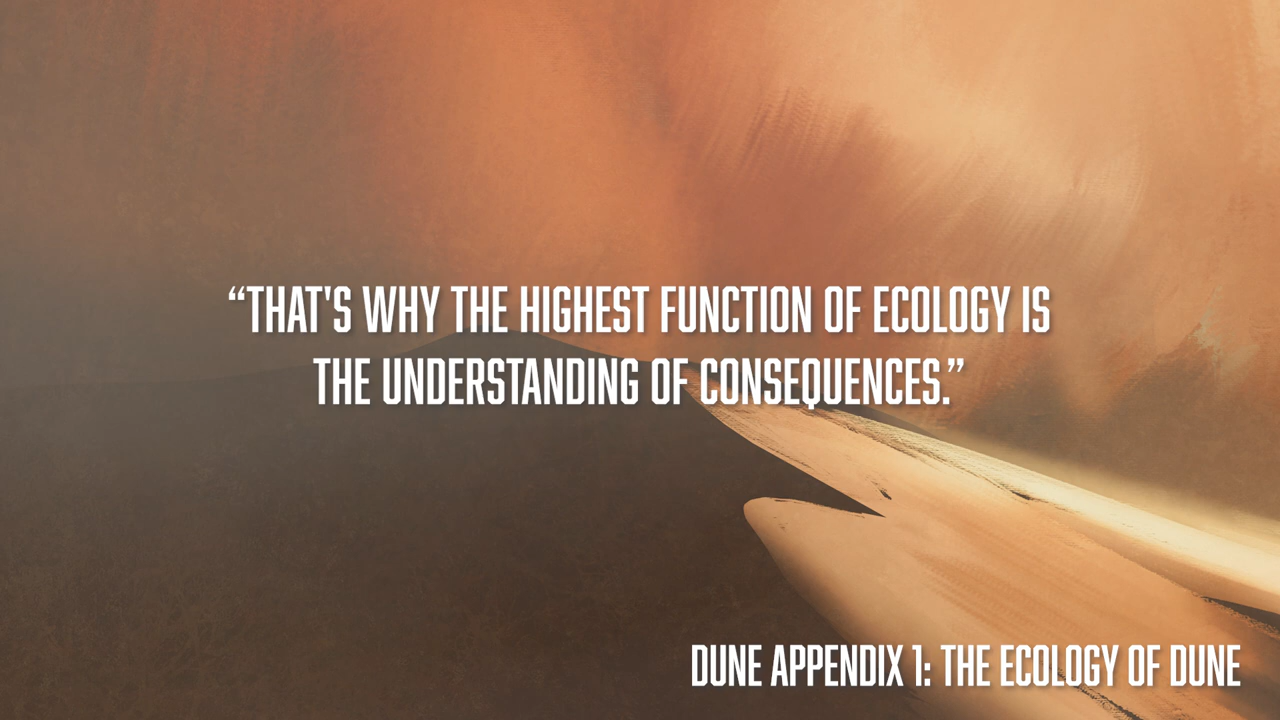 “THAT'S WHY THE HIGHEST FUNCTION OF ECOLOGY IS
THE UNDERSTANDING OF CONSEQUENCES.”
DUNE APPENDIX 1: THE ECOLOGY OF DUNE